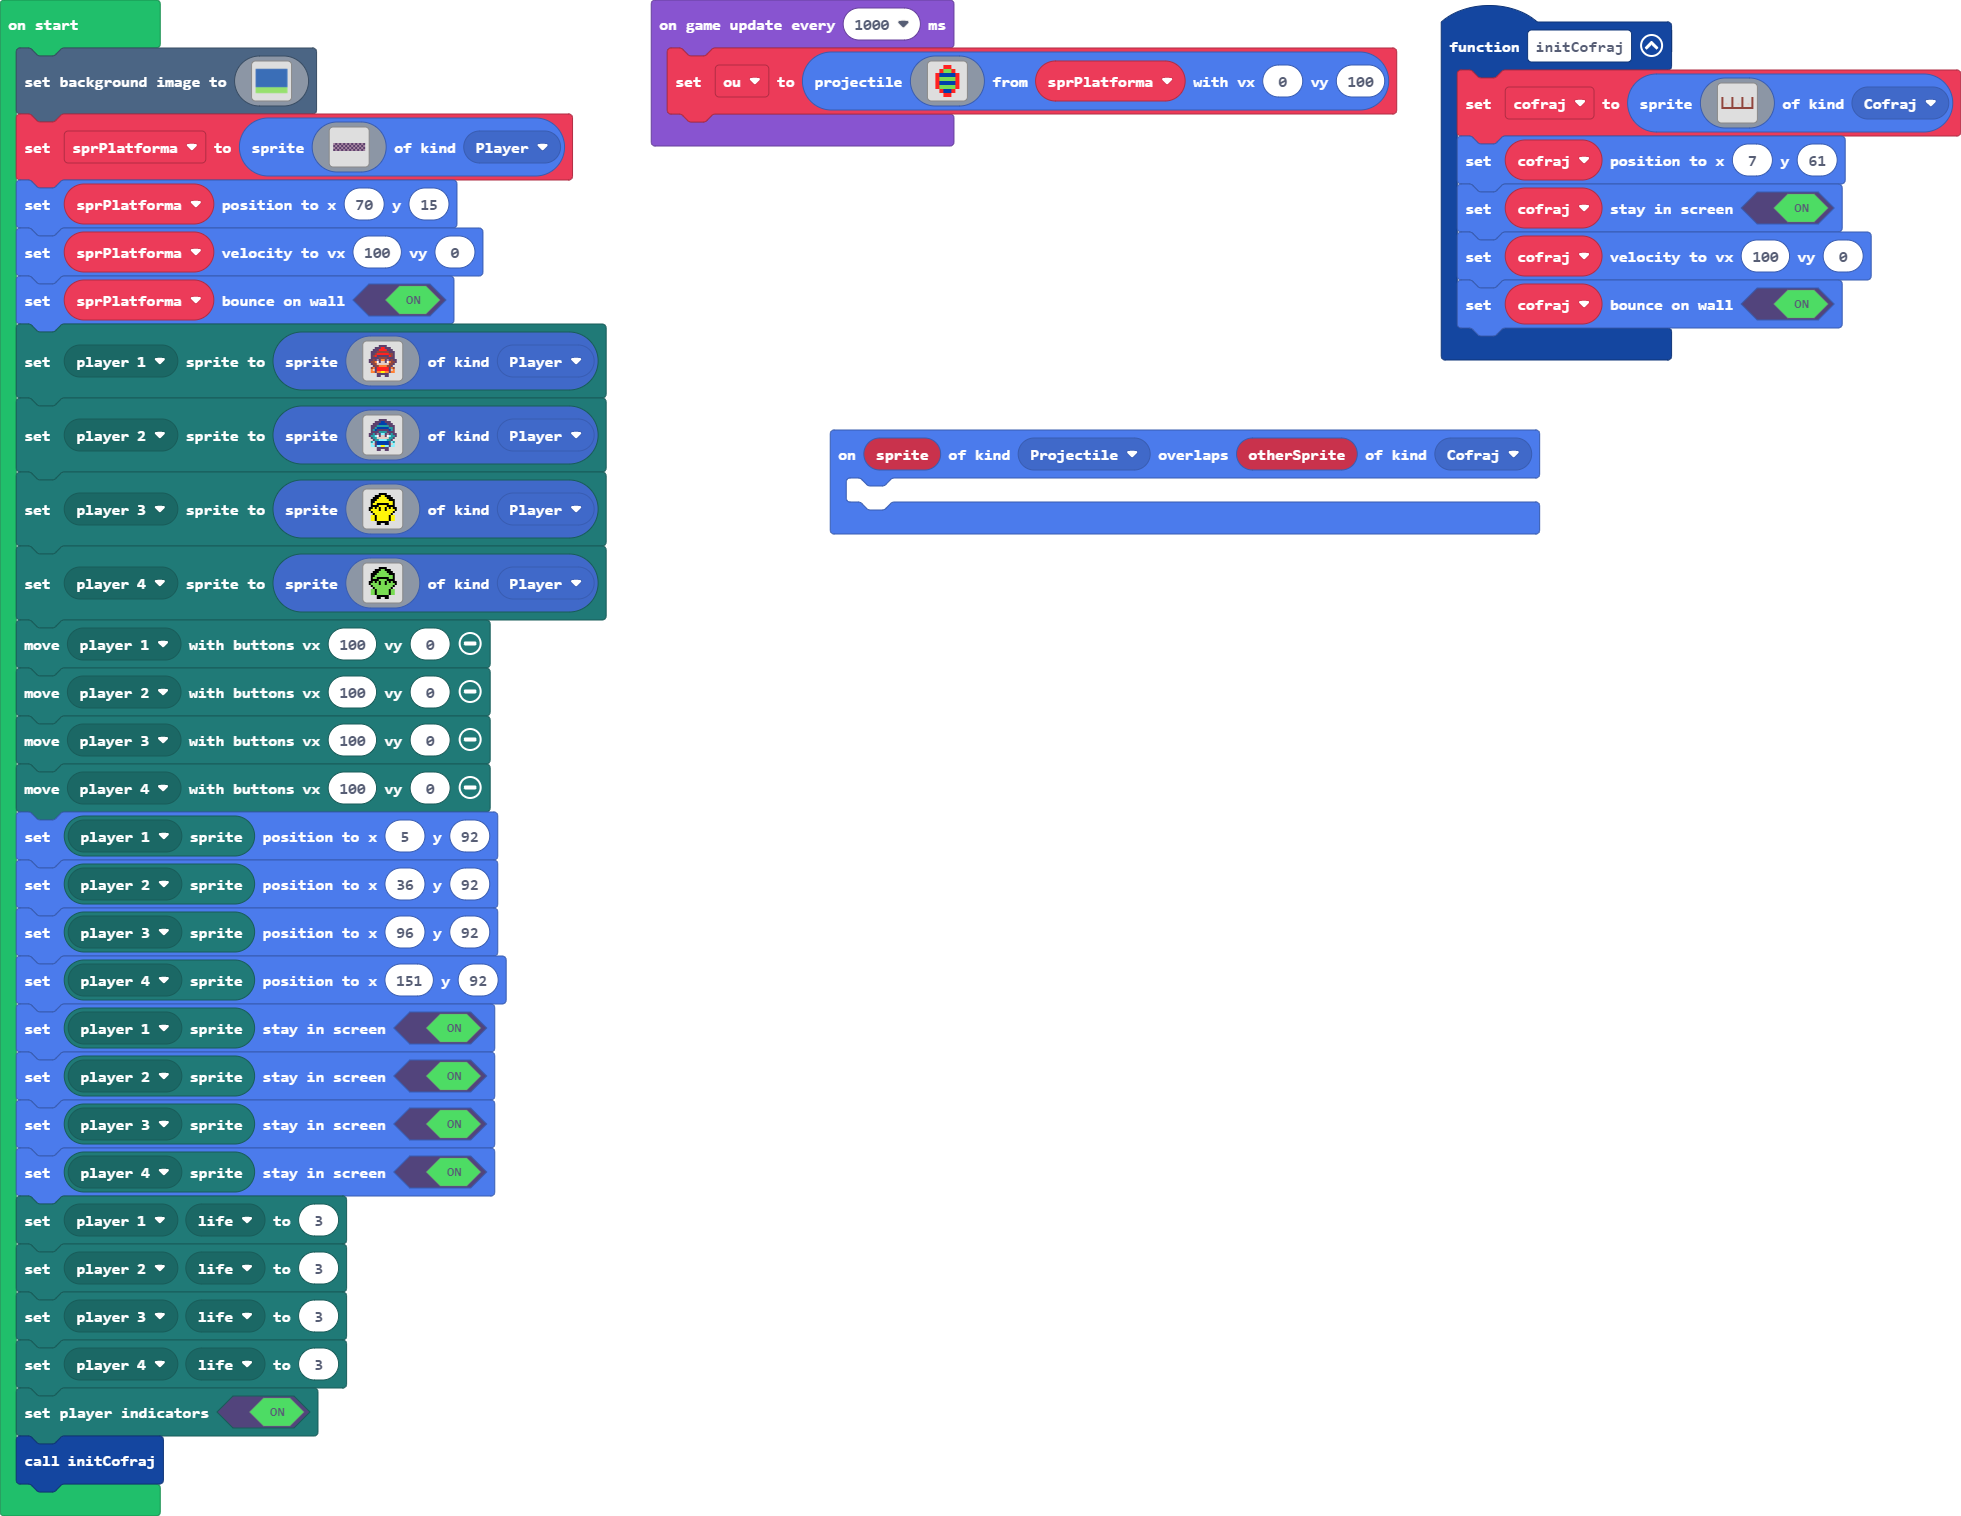 on start
set background image to
set sprPlatforma to sprite of kind Player
set sprPlatforma position to x 70 y 15
set sprPlatforma velocity to vx 100 vy 0
set sprPlatforma bounce on wall ON
set player 1 sprite to sprite of kind Player
set player 2 sprite to sprite of kind Player
set player 3 sprite to sprite of kind Player
set player 4 sprite to sprite of kind Player
move player 1 with buttons vx 100 vy 0
move player 2 with buttons vx 100 vy 0
move player 3 with buttons vx 100 vy 0
move player 4 with buttons vx 100 vy 0
set player 1 sprite position to x 5 y 92
set player 2 sprite position to x 36 y 92
set player 3 sprite position to x 96 y 92
set player 4 sprite position to x 151 y 92
set player 1 sprite stay in screen ON
set player 2 sprite stay in screen ON
set player 3 sprite stay in screen ON
set player 4 sprite stay in screen ON
set player 1 life to 3
set player 2 life to 3
set player 3 life to 3
set player 4 life to 3
set player indicators ON
call initCofraj
on game update every 1000 ms
set ou to projectile from sprPlatforma with vx 0 vy 100
function initCofraj
set cofraj to sprite of kind Cofraj
set cofraj position to x 7 y 61
set cofraj stay in screen ON
set cofraj velocity to vx 100 vy 0
set cofraj bounce on wall ON
on sprite of kind Projectile overlaps otherSprite of kind Cofraj